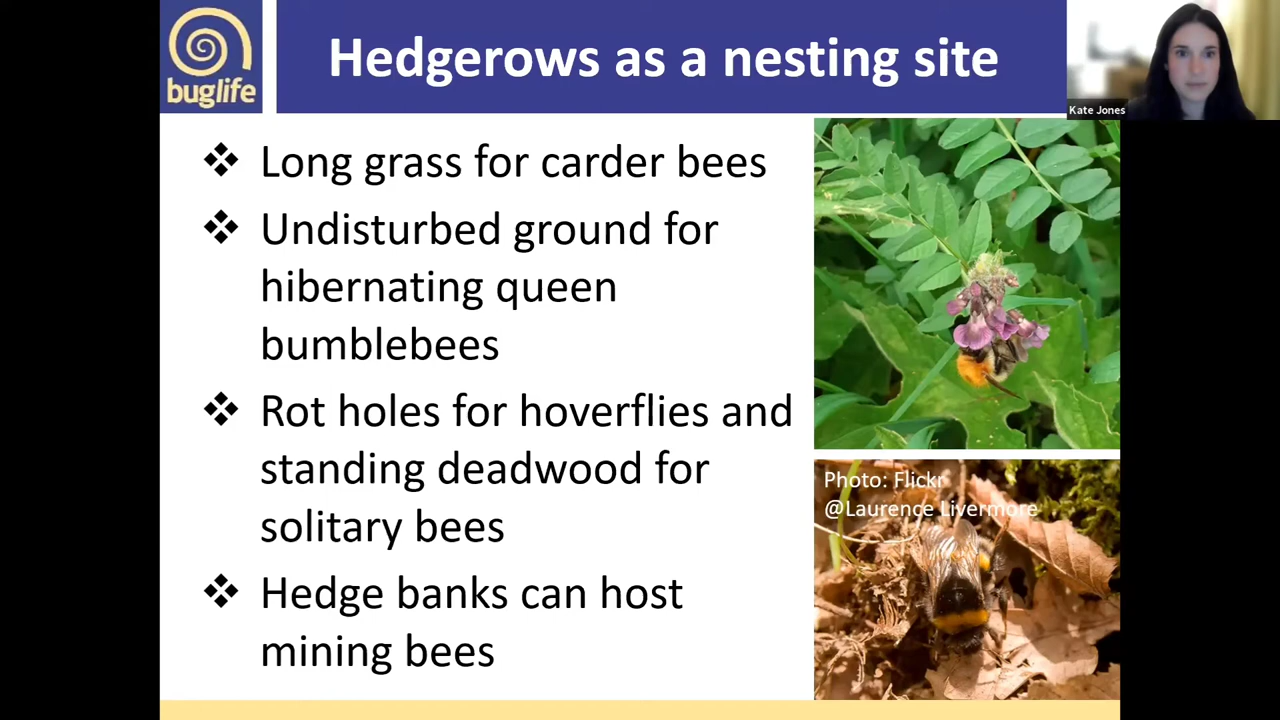 Hedgerows as a nesting site
buglife
Kate Jones
❖ Long grass for carder bees
❖ Undisturbed ground for
hibernating queen
bumblebees
❖ Rot holes for hoverflies and
standing deadwood for
solitary bees
❖ Hedge banks can host
mining bees
Photo: Flickr
@Laurence Livermore